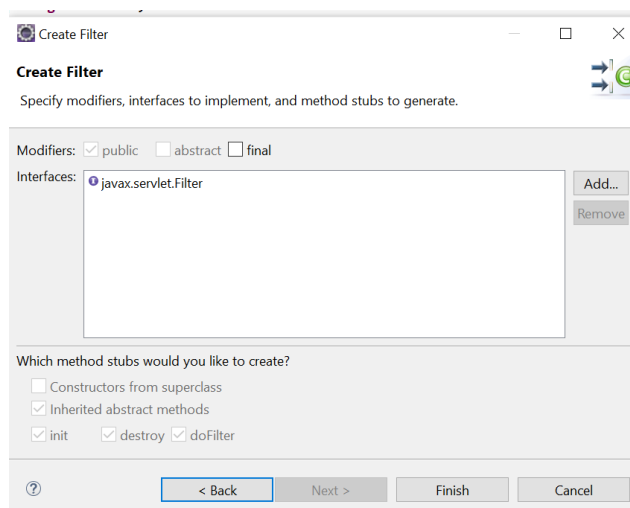 Create Filter
Create Filter
Specify modifiers, interfaces to implement, and method stubs to generate.
Modifiers: public abstract final
Interfaces: javax.servlet.Filter
Add...
Remove
Which method stubs would you like to create?
Constructors from superclass
Inherited abstract methods
init destroy doFilter
? < Back Next > Finish Cancel